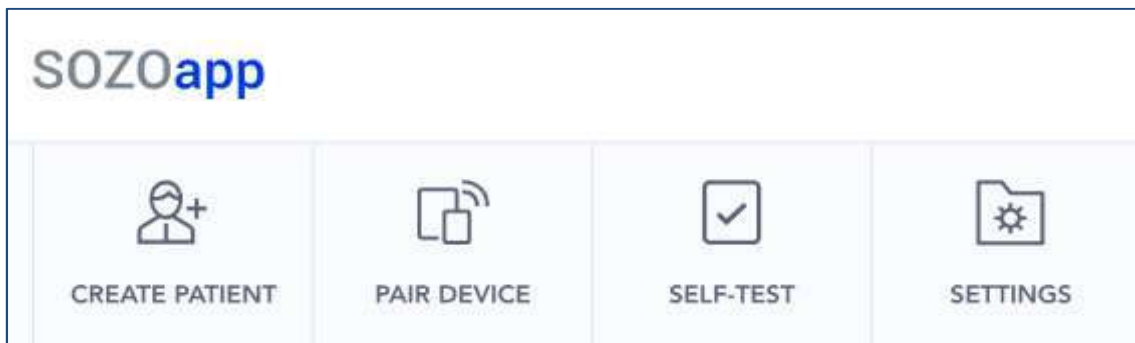 SOZOapp
CREATE PATIENT
PAIR DEVICE
SELF-TEST
SETTINGS